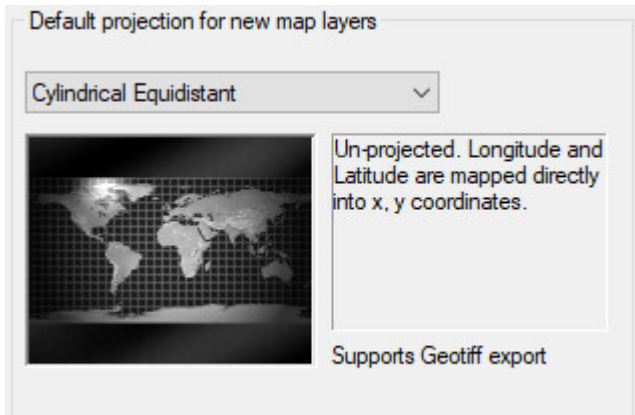 Default projection for new map layers
Cylindrical Equidistant
Un-projected. Longitude and
Latitude are mapped directly
into x, y coordinates.
Supports Geotiff export